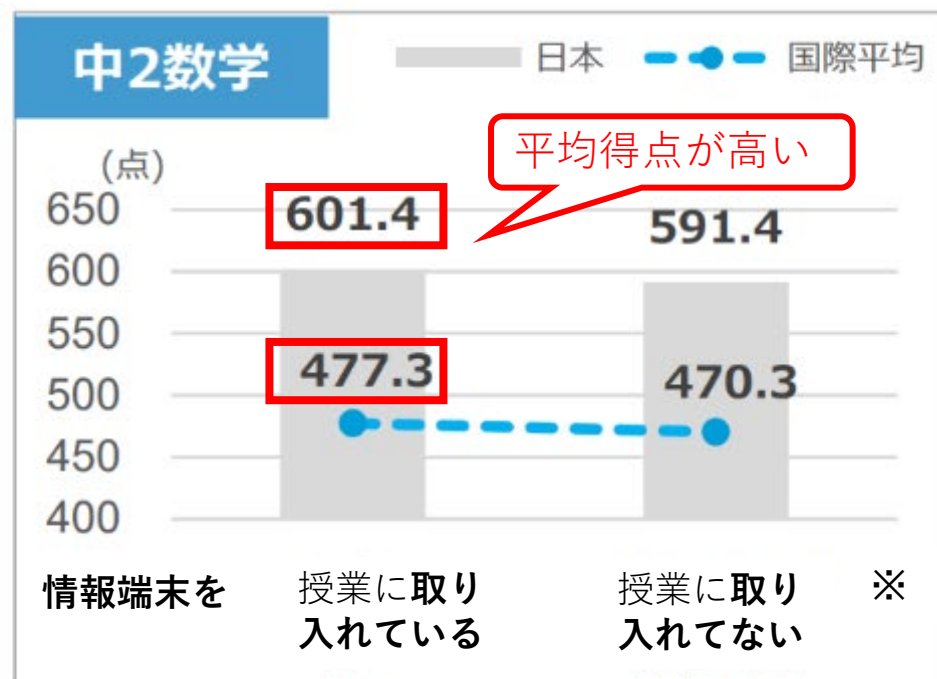 中2数学
日本
国際平均
平均得点が高い
(点)
650
601.4
591.4
600
550
477.3
470.3
500
450
400
情報端末を
授業に取り
入れている
授業に取り
入れてない
※